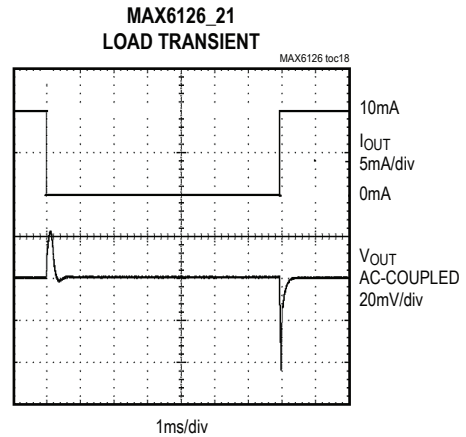 MAX6126_21
LOAD TRANSIENT
MAX6126 toc18
10mA
IOUT
5mA/div
0mA
VOUT
AC-COUPLED
20mV/div
1ms/div